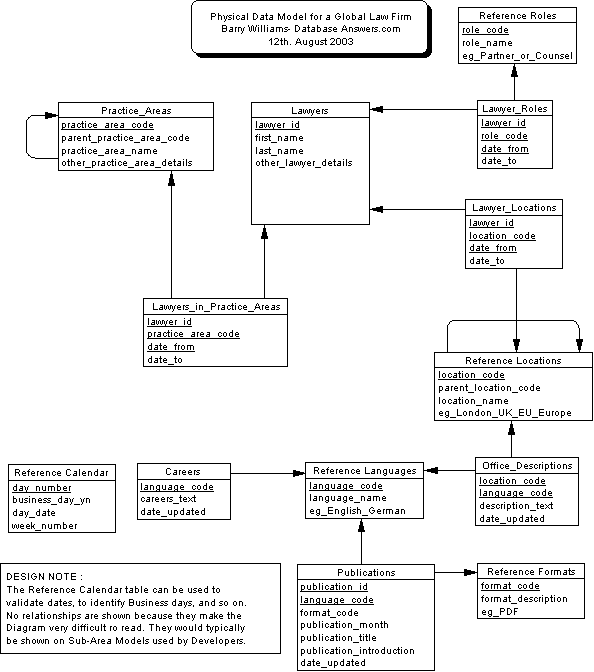 Physical Data Model for a Global Law Firm
Barry Williams- Database Answers.com
12th. August 2003
Reference Roles
role_code
role_name
eg_Partner_or_Counsel
Practice_Areas
practice_area_code
parent_practice_area_code
practice_area_name
other_practice_area_details
Lawyers
lawyer_id
first_name
last_name
other_lawyer_details
Lawyer_Roles
lawyer_id
role_code
date_from
date_to
Lawyer_Locations
lawyer_id
location_code
date_from
date_to
Lawyers_in_Practice_Areas
lawyer_id
practice_area_code
date_from
date_to
Reference Locations
location_code
parent_location_code
location_name
eg_London_UK_EU_Europe
Reference Calendar
day_number
business_day_yn
day_date
week_number
Careers
language_code
careers_text
date_updated
Reference Languages
language_code
language_name
eg_English_German
Office_Descriptions
location_code
language_code
description_text
date_updated
DESIGN NOTE :
The Reference Calendar table can be used to
validate dates, to identify Business days, and so on.
No relationships are shown because they make the
Diagram very difficult ro read. They would typically
be shown on Sub-Area Models used by Developers.
Publications
publication_id
language_code
format_code
publication_month
publication_title
publication_introduction
date_updated
Reference Formats
format_code
format_description
eg_PDF